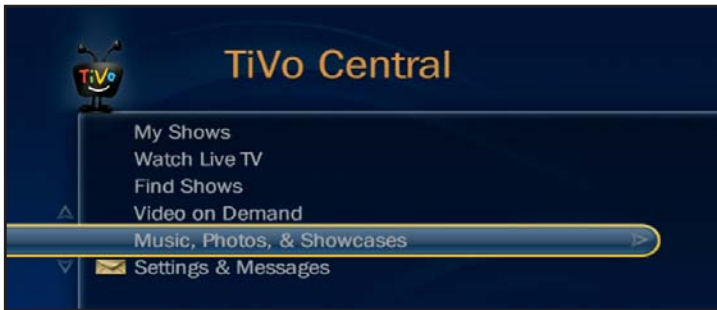 TiVo
TiVo Central
My Shows
Watch Live TV
Find Shows
Video on Demand
Music, Photos, & Showcases
Settings & Messages